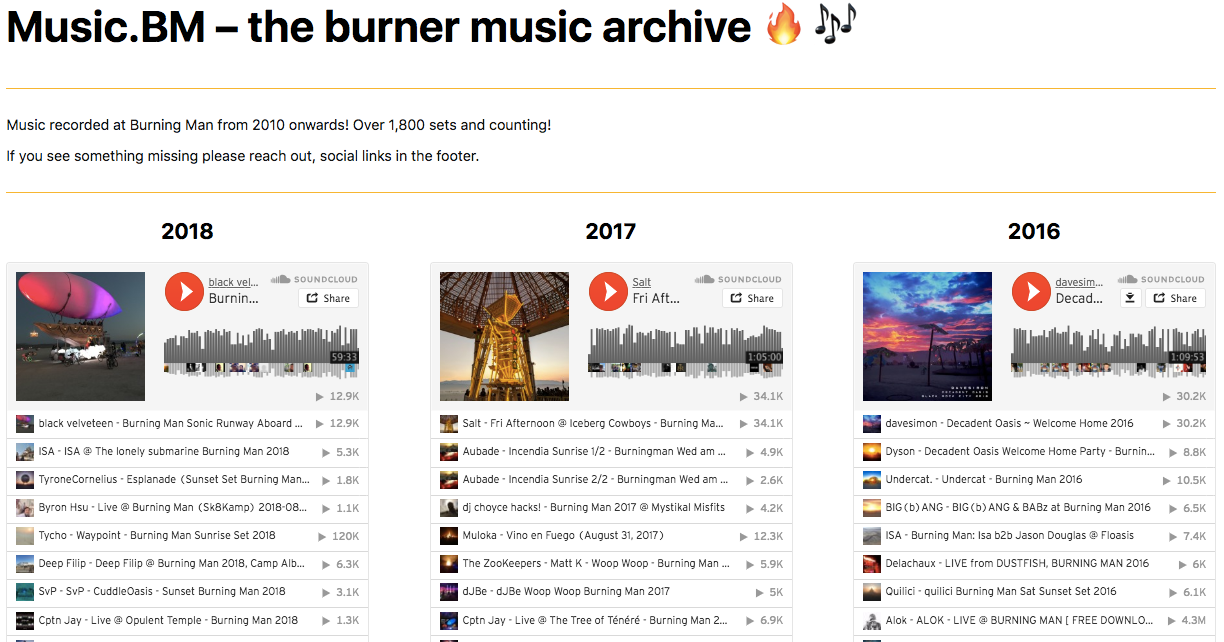 Music.BM – the burner music archive 🔥 🎶
Music recorded at Burning Man from 2010 onwards! Over 1,800 sets and counting!
If you see something missing please reach out, social links in the footer.
2018
black vel...
SOUNDCLOUD
Burnin...
Share
59:33
12.9K
black velveteen - Burning Man Sonic Runway Aboard ... 12.9K
ISA - ISA @ The lonely submarine Burning Man 2018 5.3K
TyroneCornelius - Esplanade (Sunset Set Burning Man... 1.8K
Byron Hsu - Live @ Burning Man (Sk8Kamp) 2018-08... 1.1K
Tycho - Waypoint - Burning Man Sunrise Set 2018 120K
Deep Filip - Deep Filip @ Burning Man 2018, Camp Alb... 6.3K
SvP - SvP - CuddleOasis - Sunset Burning Man 2018 3.1K
Cptn Jay - Live @ Opulent Temple - Burning Man 2018 1.3K
2017
Salt
SOUNDCLOUD
Fri Aft...
Share
1:05:00
34.1K
Salt - Fri Afternoon @ Iceberg Cowboys - Burning Ma... 34.1K
Aubade - Incendia Sunrise 1/2 - Burningman Wed am ... 4.9K
Aubade - Incendia Sunrise 2/2 - Burningman Wed am ... 2.6K
dj choyce hacks! - Burning Man 2017 @ Mystikal Misfits 4.2K
Muloka - Vino en Fuego (August 31, 2017) 12.3K
The ZooKeepers - Matt K - Woop Woop - Burning Man ... 5.9K
dJBe - dJBe Woop Woop Burning Man 2017 5K
Cptn Jay - Live @ The Tree of Ténéré - Burning Man 2... 6.9K
2016
davesim...
SOUNDCLOUD
Decad...
Share
1:09:53
30.2K
DAVESIMON
davesimon - Decadent Oasis ~ Welcome Home 2016 30.2K
Dyson - Decadent Oasis Welcome Home Party - Burnin... 8.8K
Undercat. - Undercat - Burning Man 2016 10.5K
BIG(b)ANG - BIG(b)ANG & BABz at Burning Man 2016 6.5K
ISA - Burning Man: Isa b2b Jason Douglas @ Floasis 7.4K
Delachaux - LIVE from DUSTFISH, BURNING MAN 2016 6K
Quilici - quilici Burning Man Sat Sunset Set 2016 6.1K
Alok - ALOK - LIVE @ BURNING MAN [ FREE DOWNLO... 4.3M